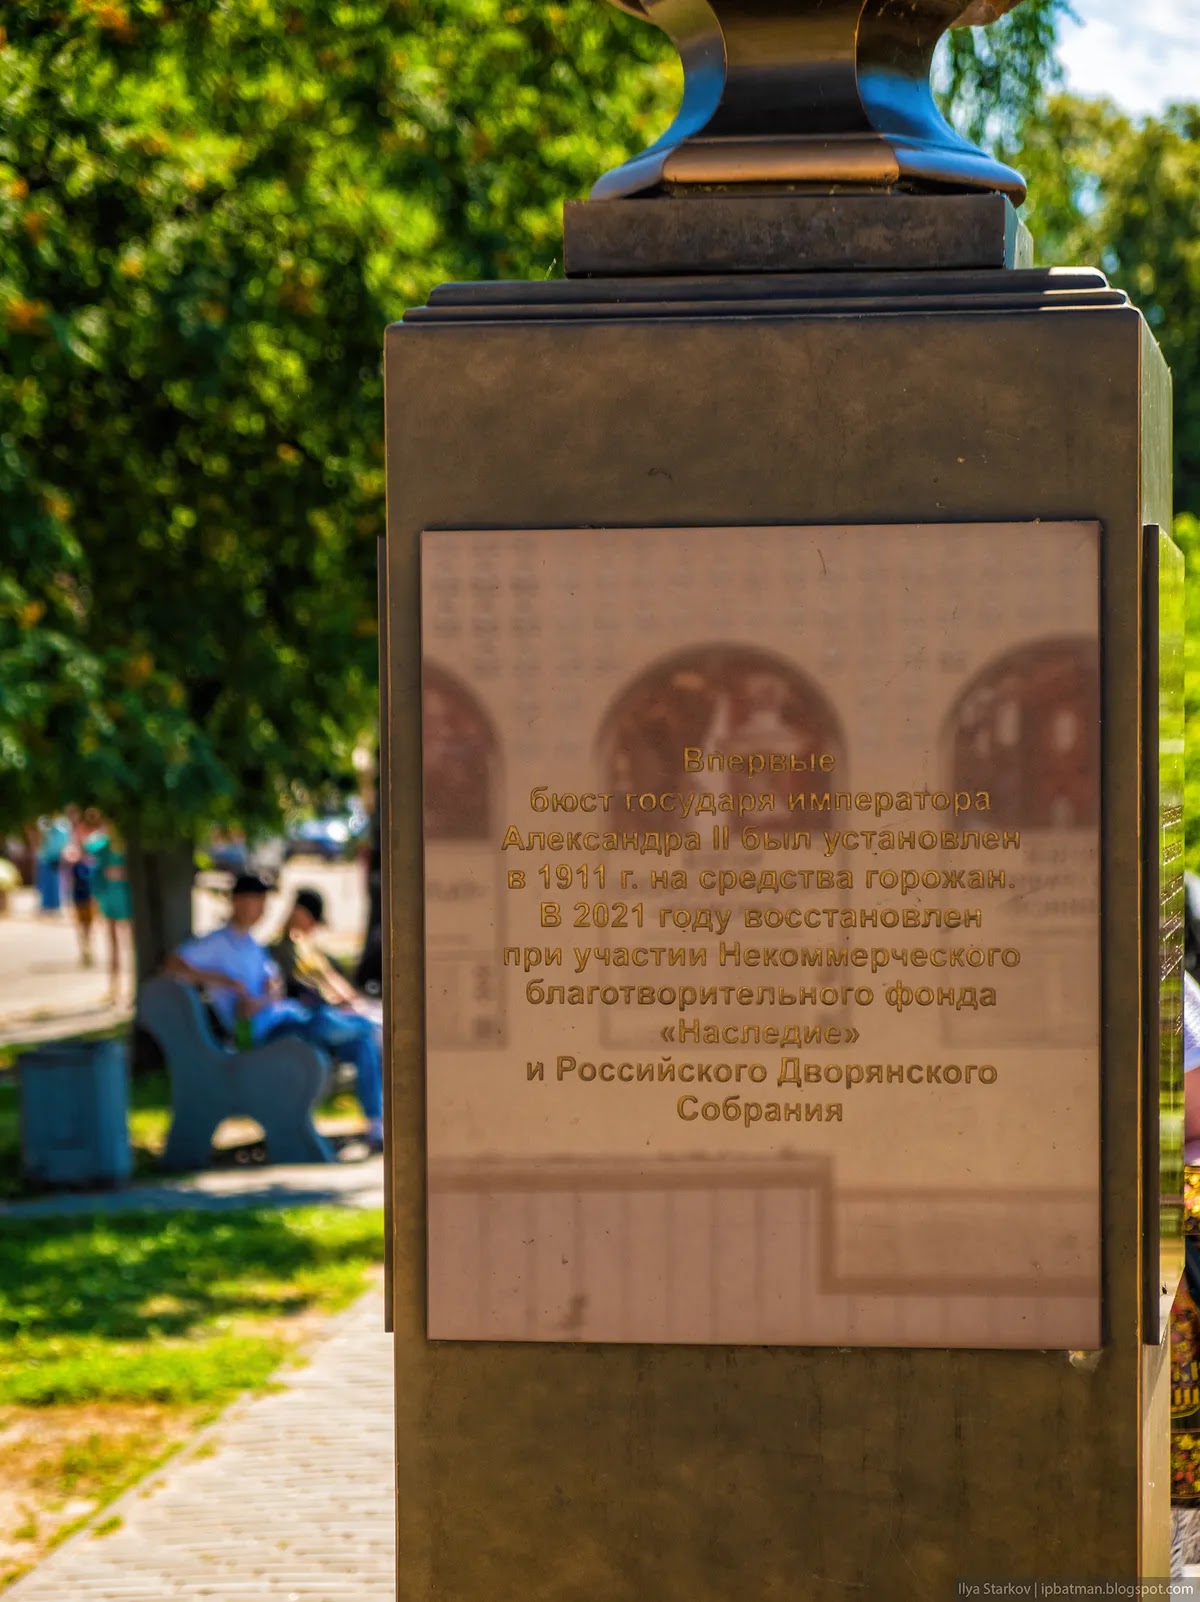 Впервые
бюст государя императора
Александра II был установлен
в 1911 г. на средства горожан.
В 2021 году восстановлен
при участии Некоммерческого
благотворительного фонда
«Наследие»
и Российского Дворянского
Собрания
Ilya Starkov | ipbatman.blogspot.com